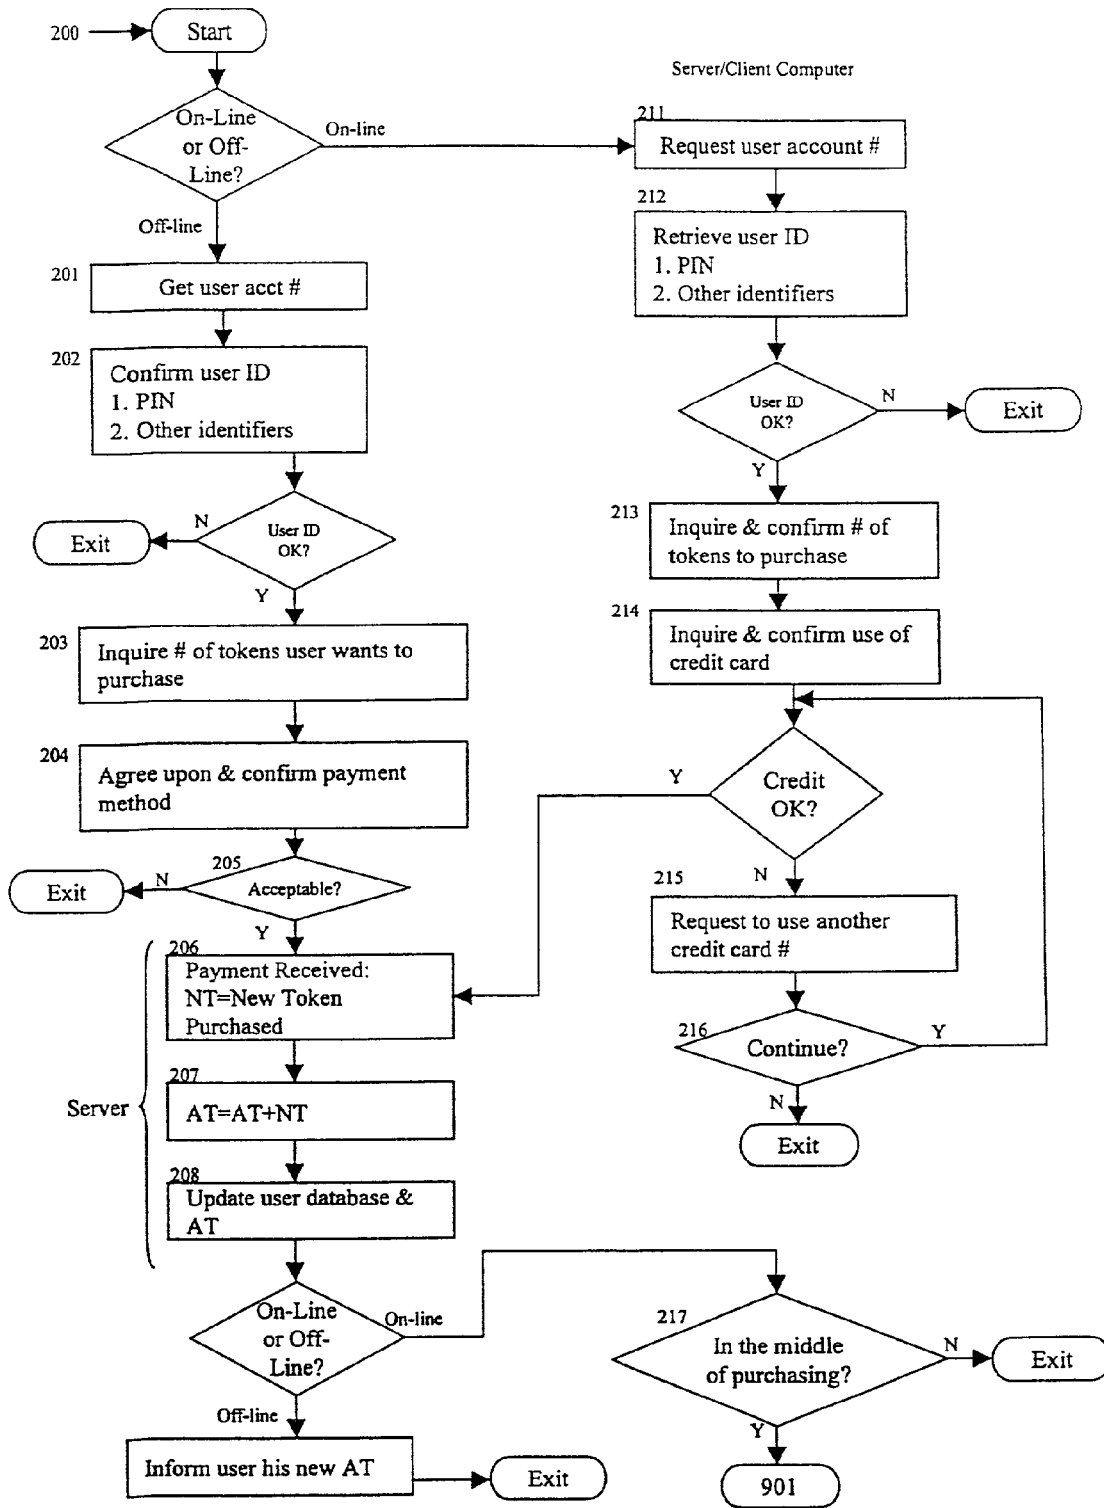 200
Start
Server/Client Computer
On-Line
or Off-
Line?
On-line
Off-line
211
Request user account #
212
Retrieve user ID
1. PIN
2. Other identifiers
201
Get user acct #
202
Confirm user ID
1. PIN
2. Other identifiers
User ID
OK?
N
Exit
Y
User ID
OK?
N
Exit
Y
213
Inquire & confirm # of
tokens to purchase
214
Inquire & confirm use of
credit card
203
Inquire # of tokens user wants to
purchase
204
Agree upon & confirm payment
method
Credit
OK?
Y
N
205
Acceptable?
N
Exit
Y
215
Request to use another
credit card #
216
Continue?
Y
N
Exit
Server
206
Payment Received:
NT=New Token
Purchased
207
AT=AT+NT
208
Update user database &
AT
On-Line
or Off-
Line?
On-line
Off-line
217
In the middle
of purchasing?
N
Exit
Y
901
Inform user his new AT
Exit